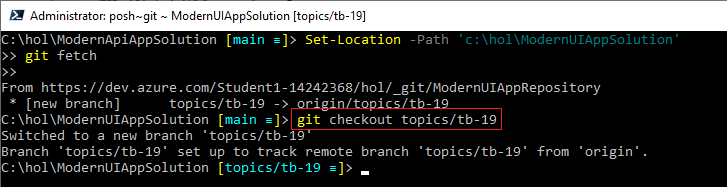 Administrator: posh~git ~ ModernUIAppSolution [topics/tb-19]
C:\hol\ModernApiAppSolution [main ≡]> Set-Location -Path 'c:\hol\ModernUIAppSolution'
>> git fetch
>>
From https://dev.azure.com/Student1-14242368/hol/_git/ModernUIAppRepository
 * [new branch]      topics/tb-19 -> origin/topics/tb-19
C:\hol\ModernUIAppSolution [main ≡]> git checkout topics/tb-19
Switched to a new branch 'topics/tb-19'
Branch 'topics/tb-19' set up to track remote branch 'topics/tb-19' from 'origin'.
C:\hol\ModernUIAppSolution [topics/tb-19 ≡]>